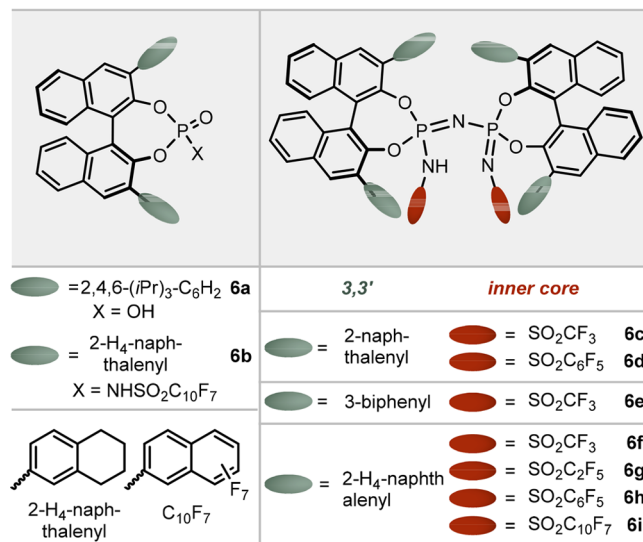 O
O
P
O
X
O
O
P
N
P
O
O
NH
N
O
=2,4,6-(iPr)3-C6H2 6a
X = OH
= 2-H4-naph-
thalenyl 6b
X = NHSO2C10F7
2-H4-naph-
thalenyl
F7
C10F7
3,3' inner core
= 2-naph-
thalenyl
= SO2CF3 6c
= SO2C6F5 6d
= 3-biphenyl = SO2CF3 6e
= 2-H4-naphth
alenyl
= SO2CF3 6f
= SO2C2F5 6g
= SO2C6F5 6h
= SO2C10F7 6i